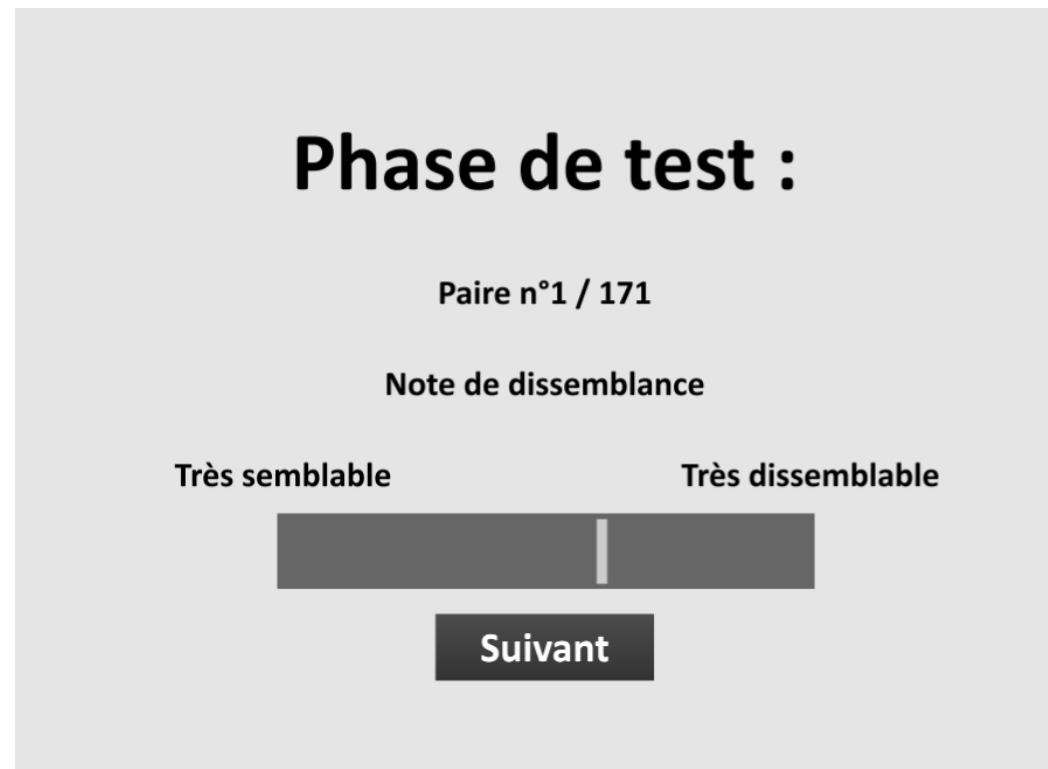 Phase de test :
Paire n°1 / 171
Note de dissemblance
Très semblable Très dissemblable
Suivant